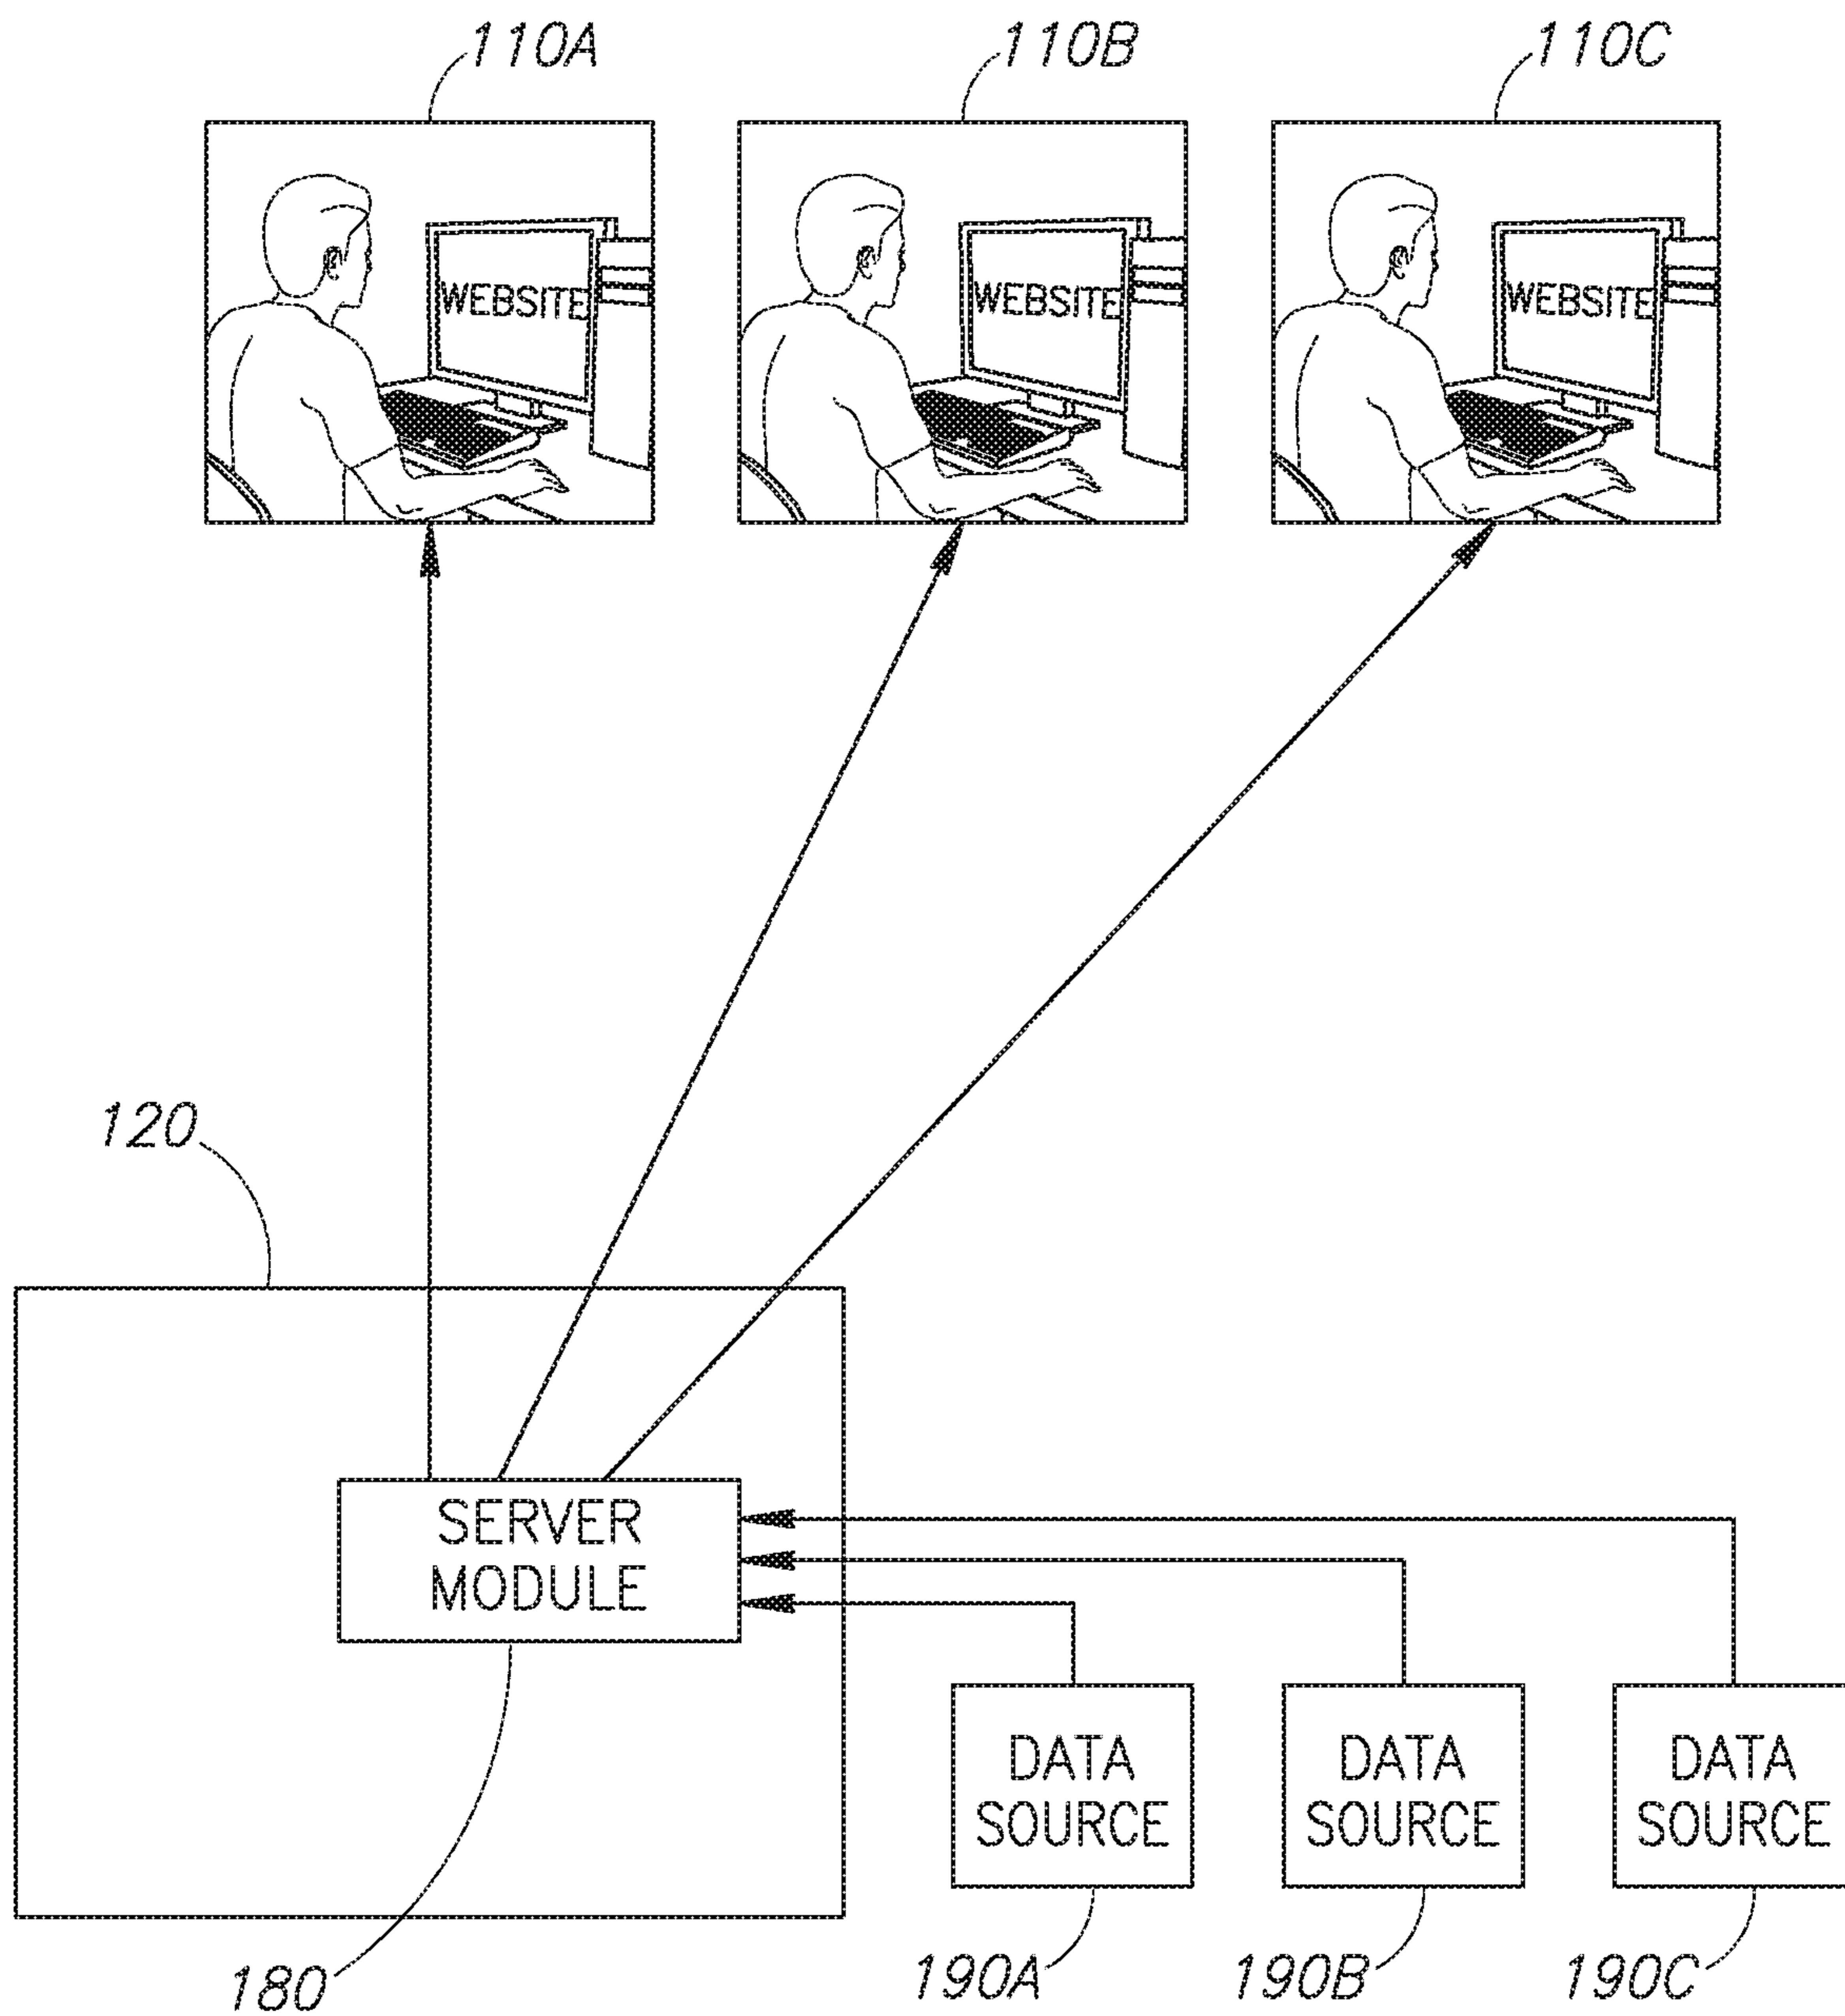 110A
110B
110C
WEBSITE
WEBSITE
WEBSITE
120
SERVER
MODULE
DATA
SOURCE
DATA
SOURCE
DATA
SOURCE
180
190A
190B
190C